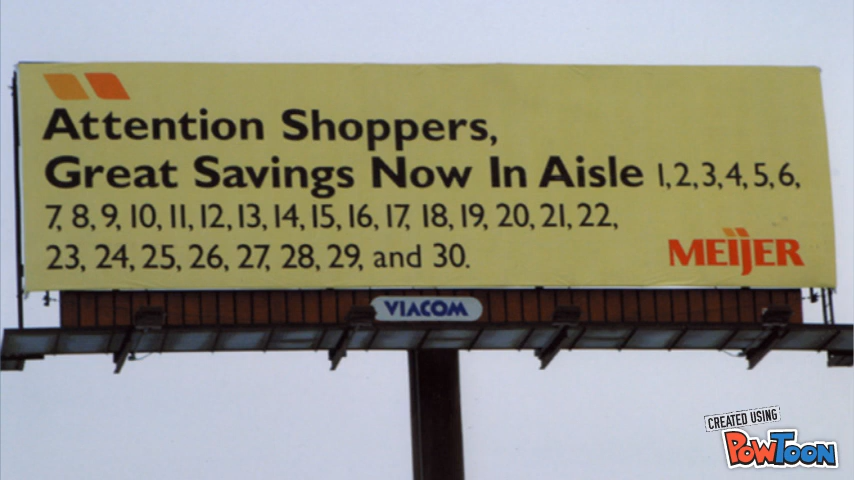 Attention Shoppers,
Great Savings Now In Aisle 1,2,3,4,5,6,
7, 8, 9, 10, 11, 12, 13, 14, 15, 16, 17, 18, 19, 20, 21, 22,
23, 24, 25, 26, 27, 28, 29, and 30.
MEIJER
VIACOM
CREATED USING
POWTOON